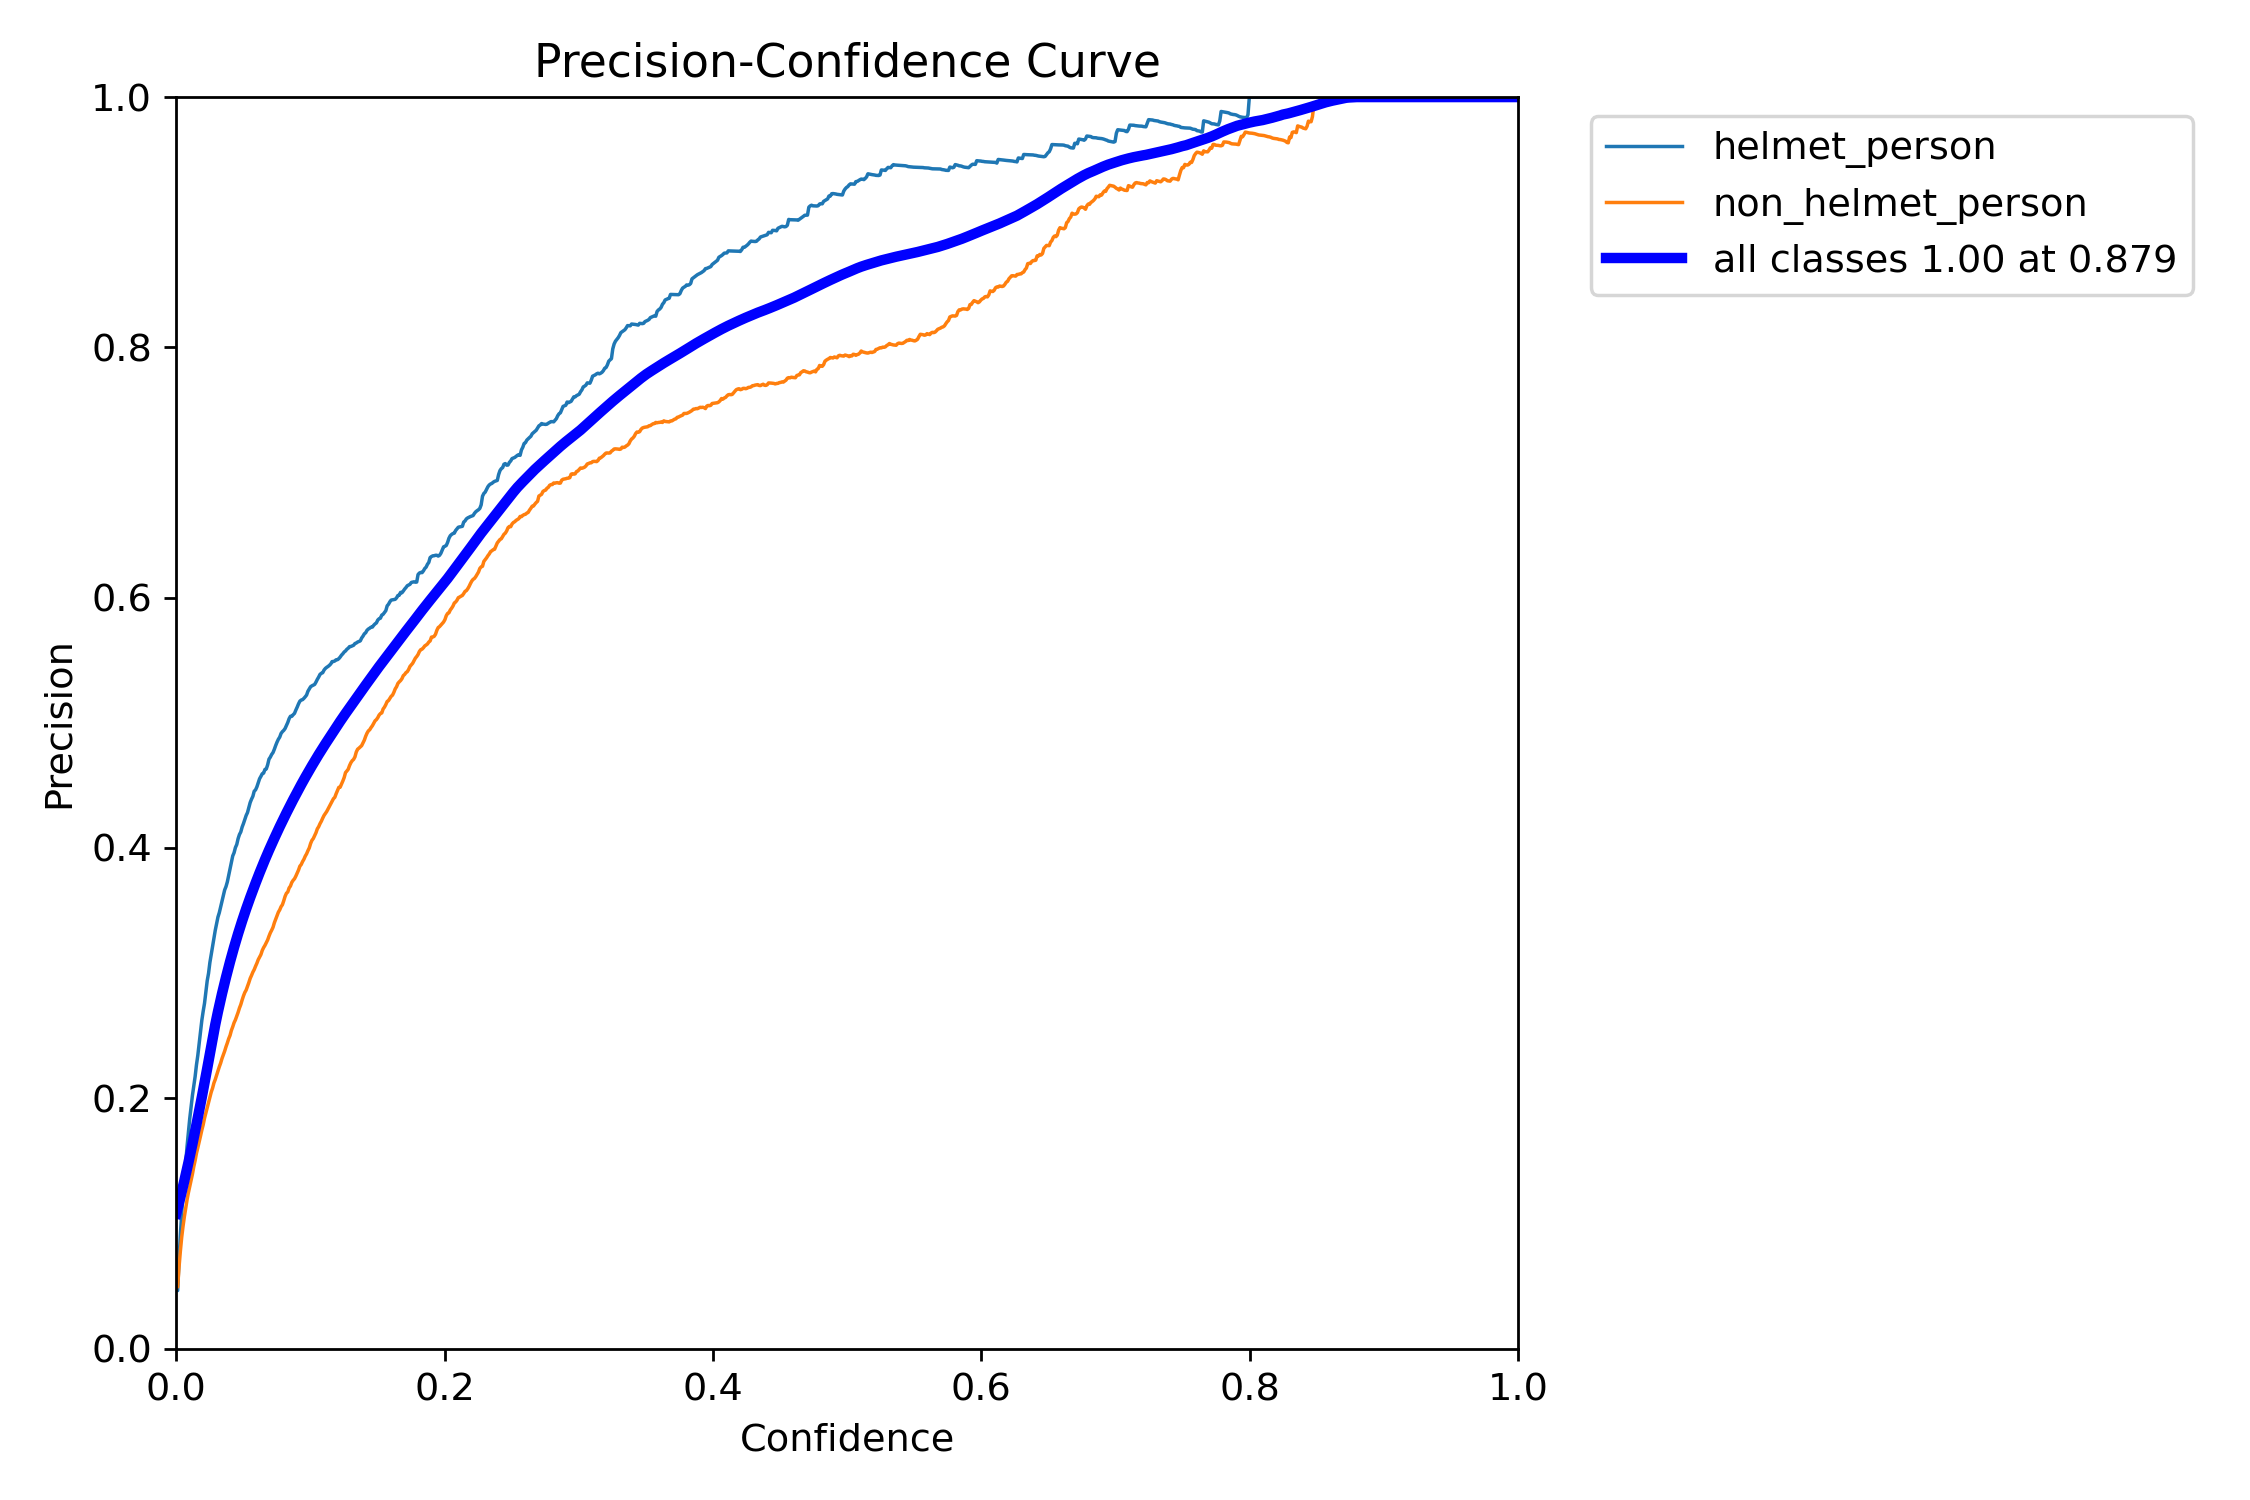 Precision-Confidence Curve
1.0
0.8
0.6
0.4
0.2
0.0
Precision
0.0 0.2 0.4 0.6 0.8 1.0
Confidence
helmet_person
non_helmet_person
all classes 1.00 at 0.879